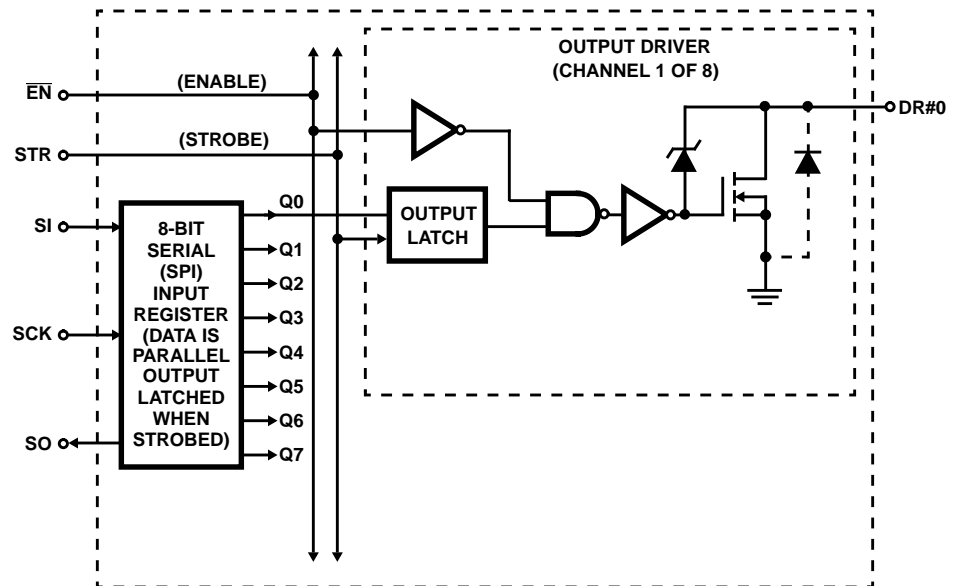 OUTPUT DRIVER
(CHANNEL 1 OF 8)
EN
(ENABLE)
DR#0
STR
(STROBE)
SI
8-BIT
SERIAL
(SPI)
INPUT
REGISTER
(DATA IS
PARALLEL
OUTPUT
LATCHED
WHEN
STROBED)
Q0
Q1
Q2
Q3
Q4
Q5
Q6
Q7
OUTPUT
LATCH
SCK
SO